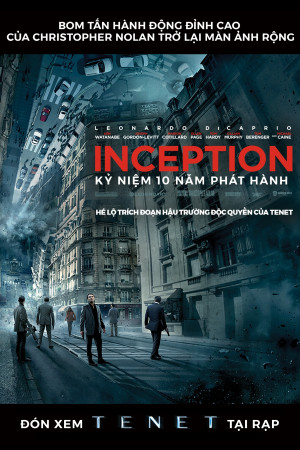 BOM TẤN HÀNH ĐỘNG ĐỈNH CAO
CỦA CHRISTOPHER NOLAN TRỞ LẠI MÀN ẢNH RỘNG
LEONARDO DiCAPRIO
WATANABE GORDON-LEVITT COTILLARD PAGE HARDY MURPHY BERENGER AND CAINE
INCEPTION
KỶ NIỆM 10 NĂM PHÁT HÀNH
HÉ LỘ TRÍCH ĐOẠN HẬU TRƯỜNG ĐỘC QUYỀN CỦA TENET
ĐÓN XEM TENET TẠI RẠP